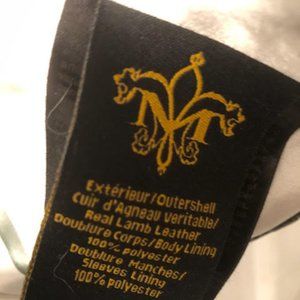 M
Extérieur/Outershell
Cuir d'Agneau Veritable/
Real Lamb Leather
Doublure Corps/Body Lining
100% polyester
Doublure Manches/
Sleeves Lining
100% polyester